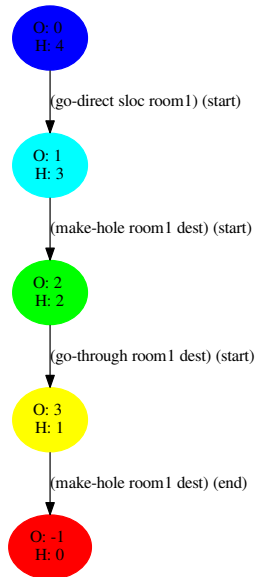 O: 0
H: 4
(go-direct sloc room1) (start)
O: 1
H: 3
(make-hole room1 dest) (start)
O: 2
H: 2
(go-through room1 dest) (start)
O: 3
H: 1
(make-hole room1 dest) (end)
O: -1
H: 0